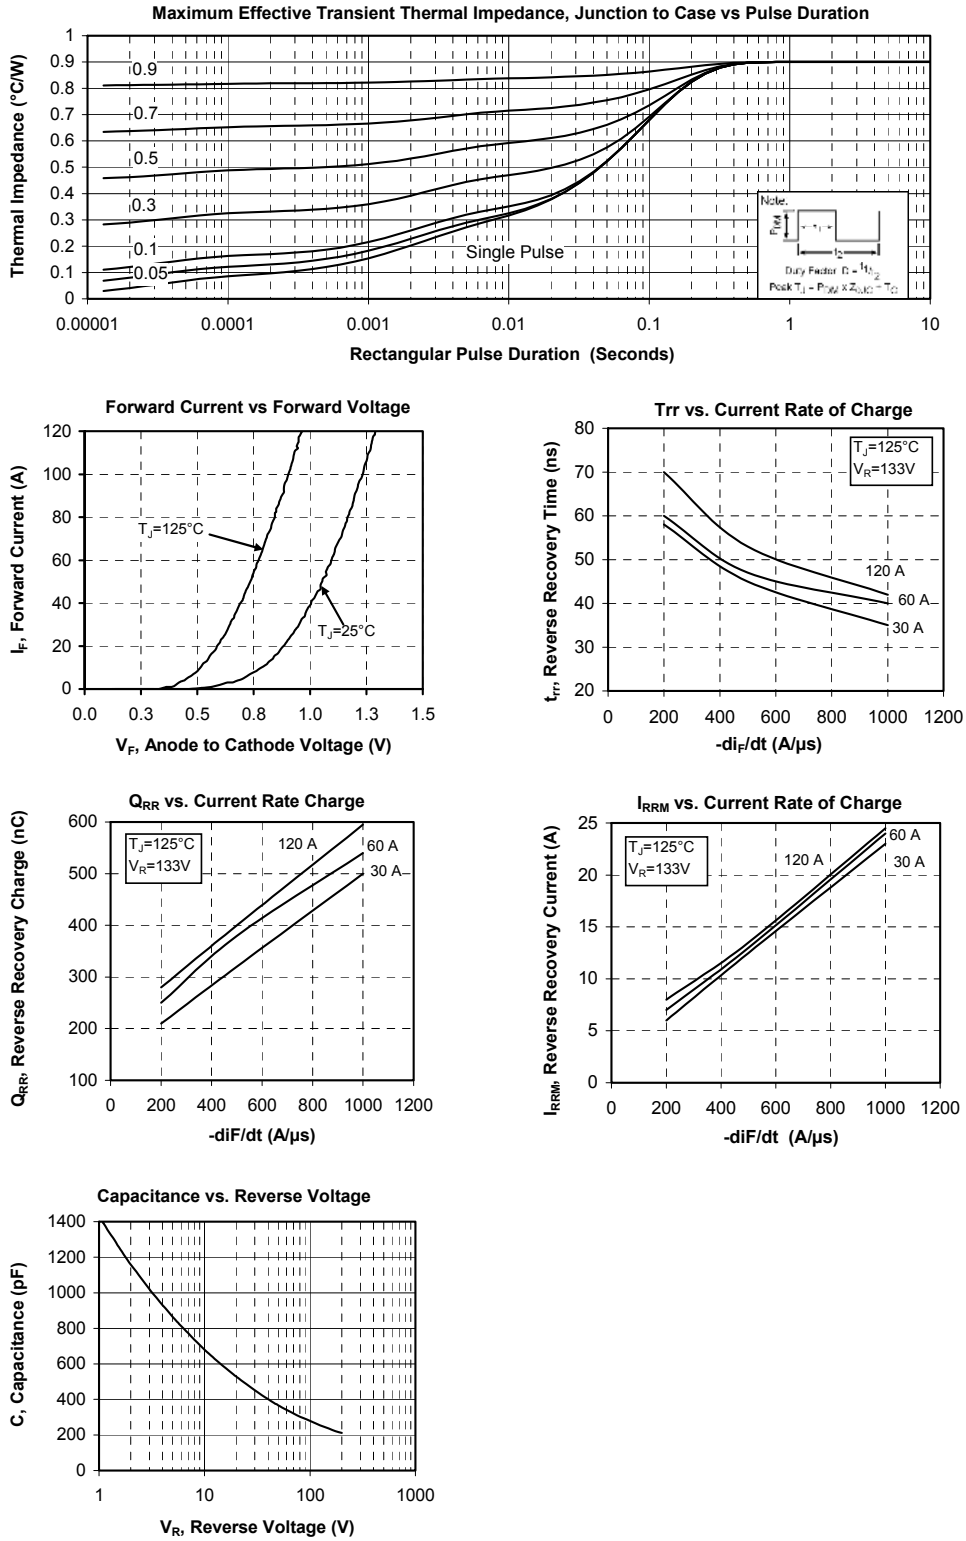 Maximum Effective Transient Thermal Impedance, Junction to Case vs Pulse Duration
Thermal Impedance (°C/W)
1
0.9
0.8
0.7
0.6
0.5
0.4
0.3
0.2
0.1
0
0.9
0.7
0.5
0.3
0.1
0.05
Single Pulse
Note:
PDM
t1
t2
Duty Factor D = t1/t2
Peak TJ = PDM x ZθJC + TC
0.00001 0.0001 0.001 0.01 0.1 1 10
Rectangular Pulse Duration (Seconds)
Forward Current vs Forward Voltage
IF, Forward Current (A)
120
100
80
60
40
20
0
TJ=125°C
TJ=25°C
0.0 0.3 0.5 0.8 1.0 1.3 1.5
VF, Anode to Cathode Voltage (V)
Trr vs. Current Rate of Charge
trr, Reverse Recovery Time (ns)
80
70
60
50
40
30
20
TJ=125°C
VR=133V
120 A
60 A
30 A
0 200 400 600 800 1000 1200
-diF/dt (A/µs)
QRR vs. Current Rate Charge
QRR, Reverse Recovery Charge (nC)
600
500
400
300
200
100
TJ=125°C
VR=133V
120 A
60 A
30 A
0 200 400 600 800 1000 1200
-diF/dt (A/µs)
IRRM vs. Current Rate of Charge
IRRM, Reverse Recovery Current (A)
25
20
15
10
5
0
TJ=125°C
VR=133V
120 A
60 A
30 A
0 200 400 600 800 1000 1200
-diF/dt (A/µs)
Capacitance vs. Reverse Voltage
C, Capacitance (pF)
1400
1200
1000
800
600
400
200
0
1 10 100 1000
VR, Reverse Voltage (V)